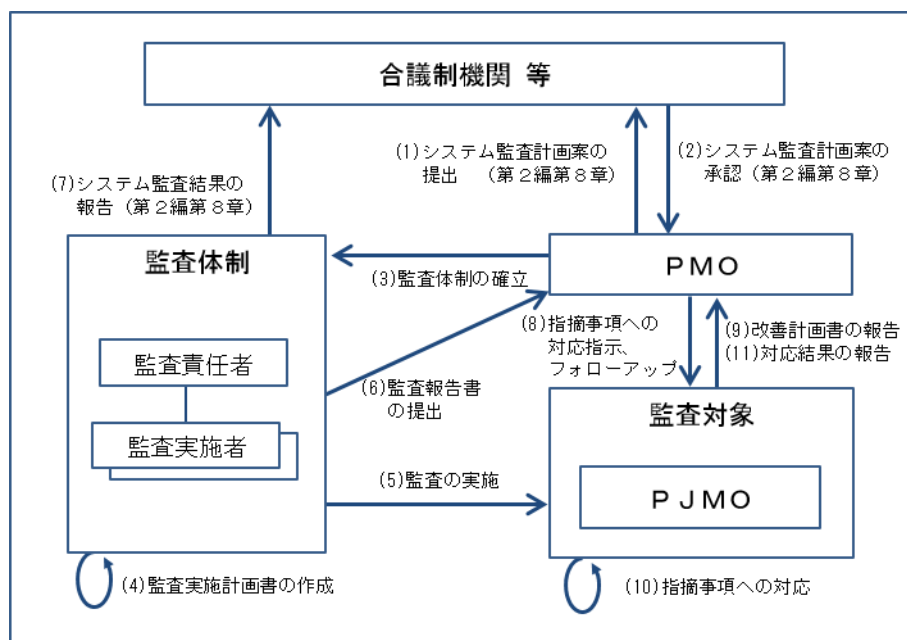 合議制機関 等
(1)システム監査計画案の
提出 (第２編第８章)
(2)システム監査計画案の
承認 (第２編第８章)
(7)システム監査結果の
報告 (第２編第８章)
監査体制
ＰＭＯ
(3)監査体制の確立
(8)指摘事項への
対応指示、
フォローアップ
(9)改善計画書の報告
(11)対応結果の報告
監査責任者
監査実施者
(6)監査報告書
の提出
監査対象
(5)監査の実施
ＰＪＭＯ
(4)監査実施計画書の作成
(10)指摘事項への対応